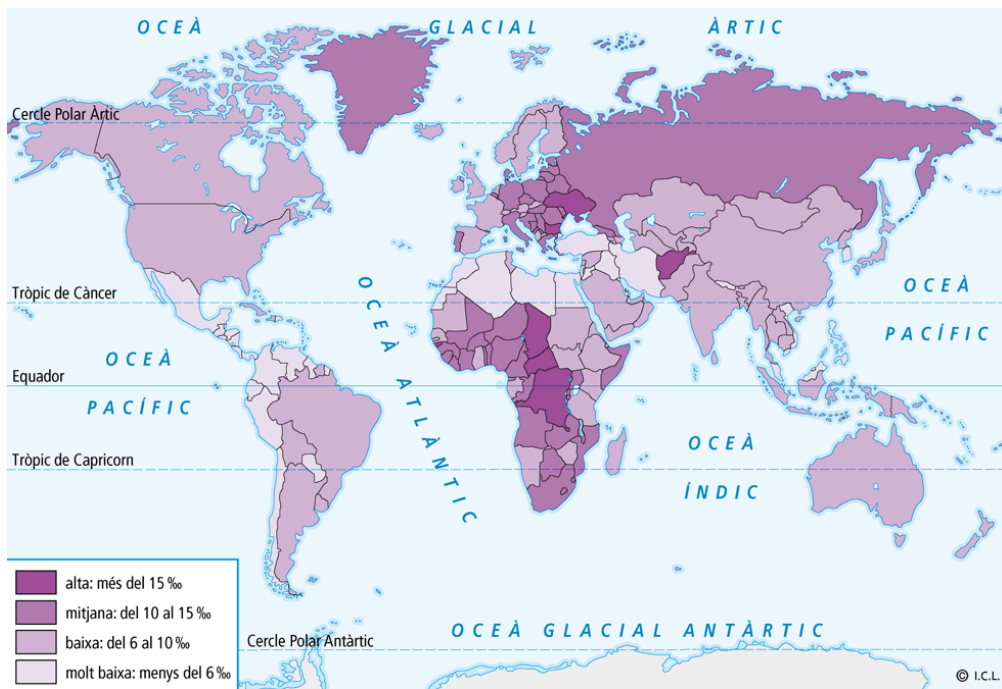 OCEÀ GLACIAL ÀRTIC
Cercle Polar Àrtic
Tròpic de Càncer
OCEÀ PACÍFIC
OCEÀ ATLÀNTIC
OCEÀ PACÍFIC
Equador
Tròpic de Capricorn
OCEÀ ÍNDIC
alta: més del 15 ‰
mitjana: del 10 al 15 ‰
baixa: del 6 al 10 ‰
molt baixa: menys del 6 ‰
OCEÀ GLACIAL ANTÀRTIC
Cercle Polar Antàrtic
© I.C.L.